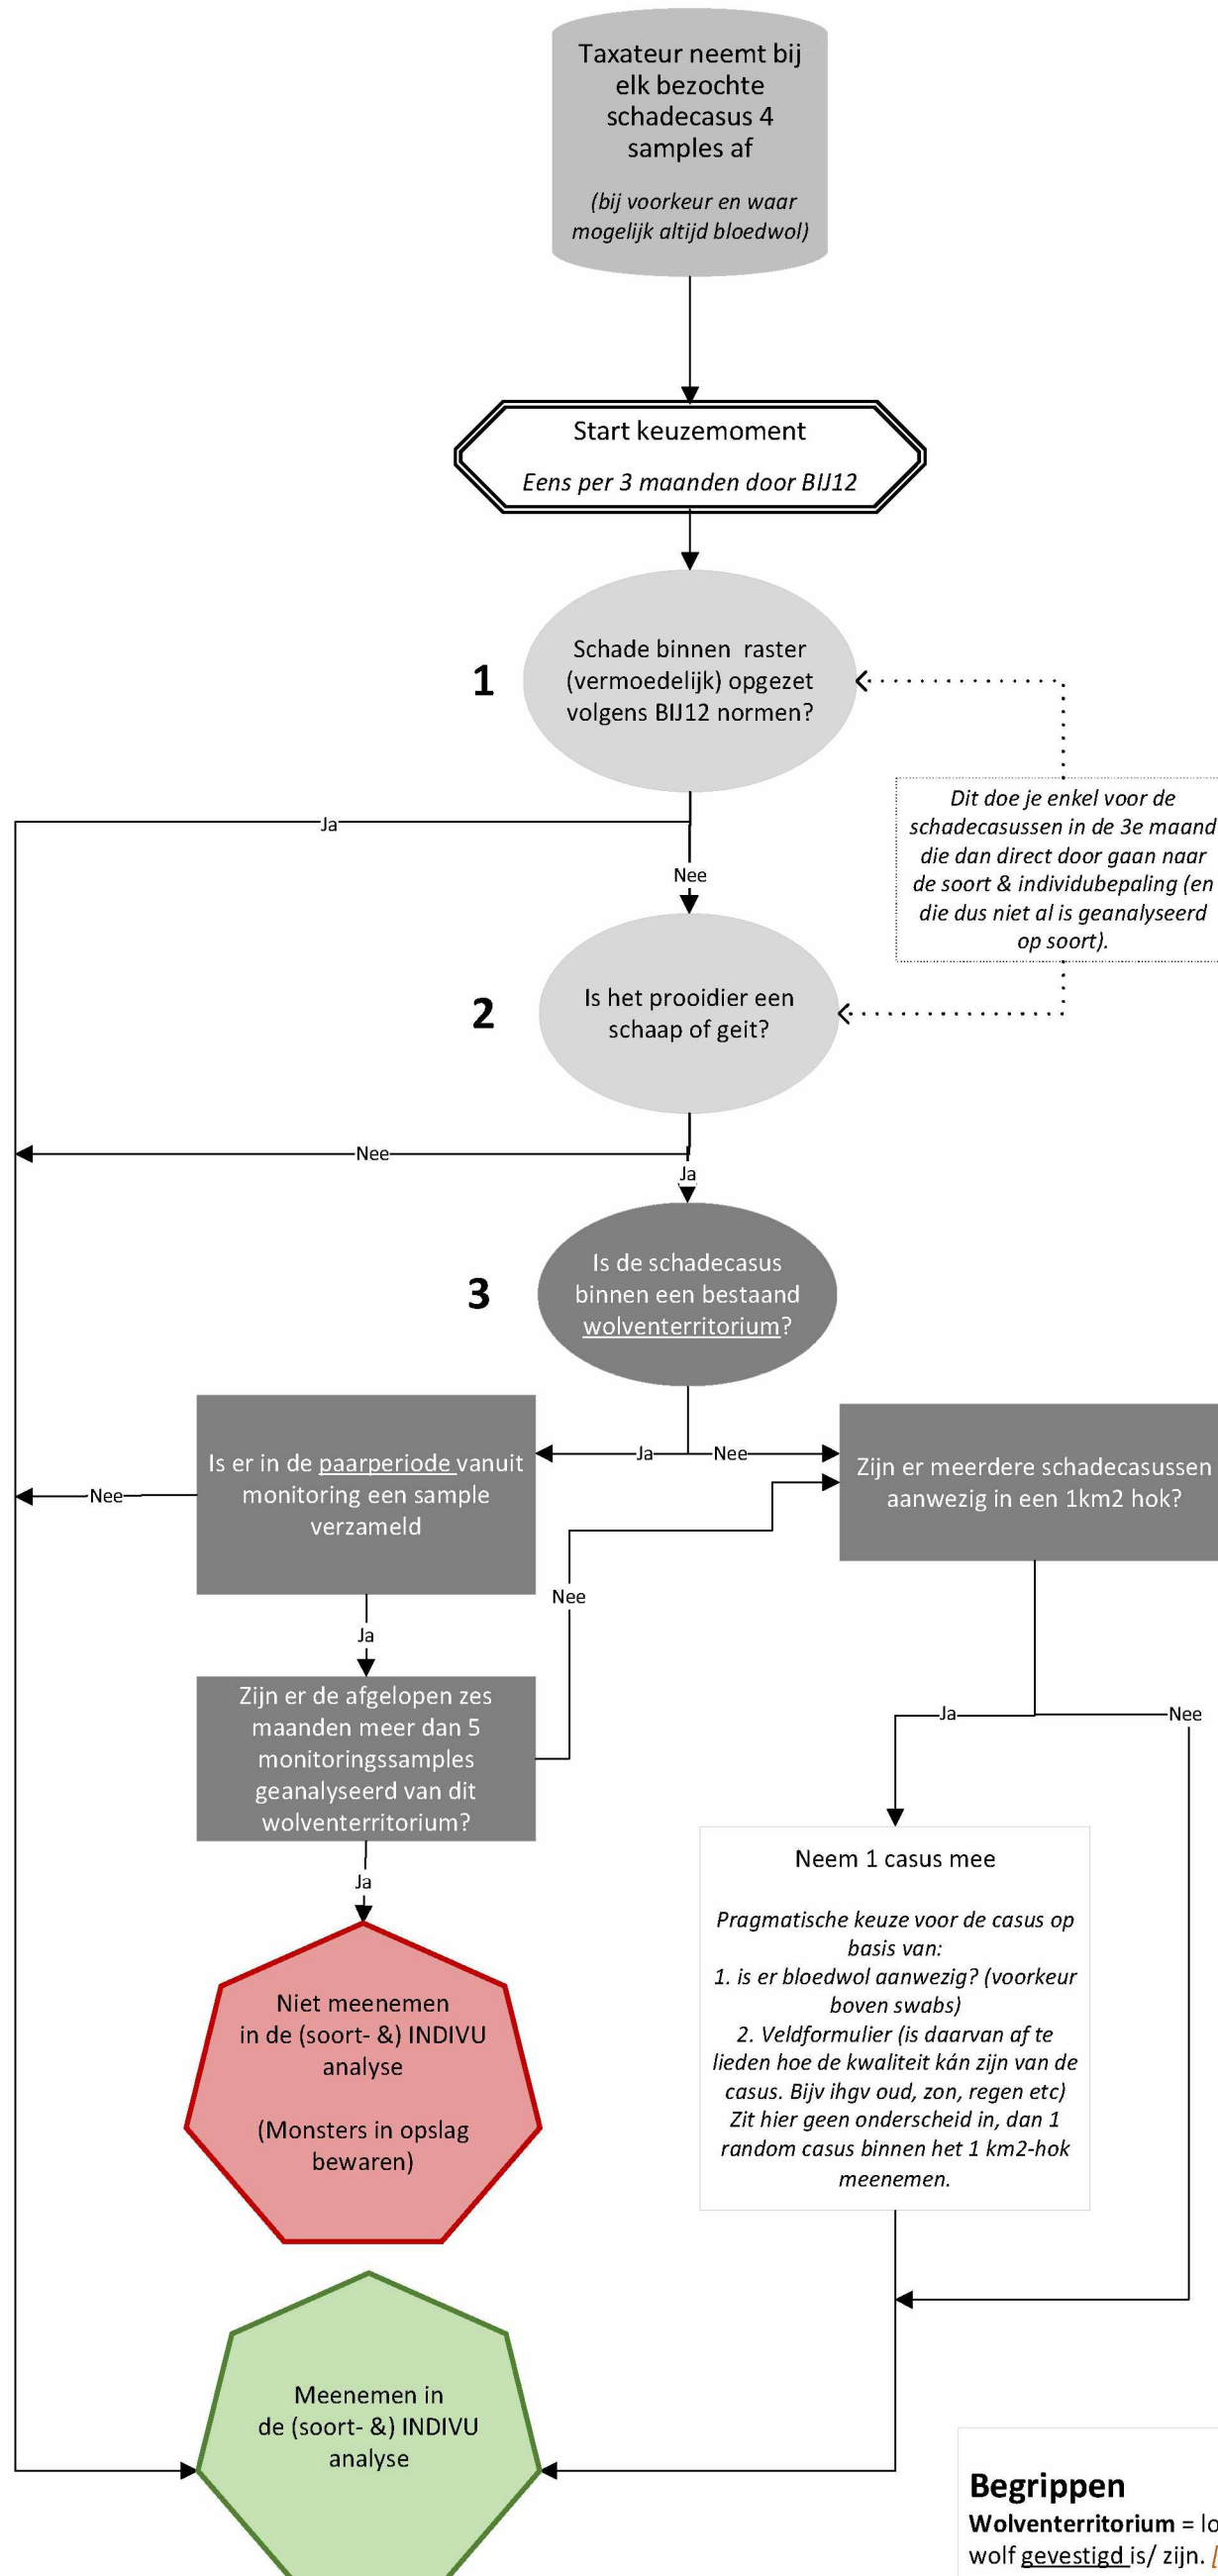 Taxateur neemt bij
elk bezochte
schadecasus 4
samples af
(bij voorkeur en waar
mogelijk altijd bloedwol)
Start keuzemoment
Eens per 3 maanden door BIJ12
1
Schade binnen raster
(vermoedelijk) opgezet
volgens BIJ12 normen?
Dit doe je enkel voor de
schadecasussen in de 3e maand
die dan direct door gaan naar
de soort & individubepaling (en
die dus niet al is geanalyseerd
op soort).
Ja
Nee
2
Is het prooidier een
schaap of geit?
Nee
Ja
3
Is de schadecasus
binnen een bestaand
wolventerritorium?
Ja
Nee
Is er in de paarperiode vanuit
monitoring een sample
verzameld
Nee
Zijn er meerdere schadecasussen
aanwezig in een 1km2 hok?
Nee
Ja
Zijn er de afgelopen zes
maanden meer dan 5
monitoringssamples
geanalyseerd van dit
wolventerritorium?
Ja
Nee
Ja
Neem 1 casus mee
Pragmatische keuze voor de casus op
basis van:
1. is er bloedwol aanwezig? (voorkeur
boven swabs)
2. Veldformulier (is daarvan af te
lieden hoe de kwaliteit kán zijn van de
casus. Bijv ihgv oud, zon, regen etc)
Zit hier geen onderscheid in, dan 1
random casus binnen het 1 km2-hok
meenemen.
Niet meenemen
in de (soort- &) INDIVU
analyse
(Monsters in opslag
bewaren)
Meenemen in
de (soort- &) INDIVU
analyse
Begrippen
Wolventerritorium = lo
wolf gevestigd is/ zijn. [